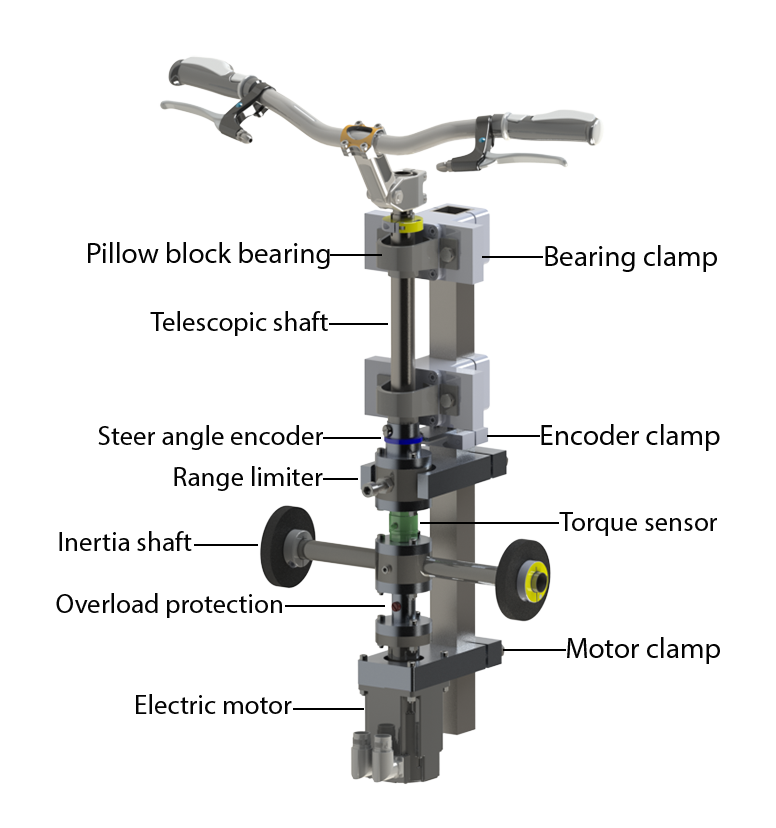 Pillow block bearing
Bearing clamp
Telescopic shaft
Steer angle encoder
Encoder clamp
Range limiter
Torque sensor
Inertia shaft
Overload protection
Motor clamp
Electric motor